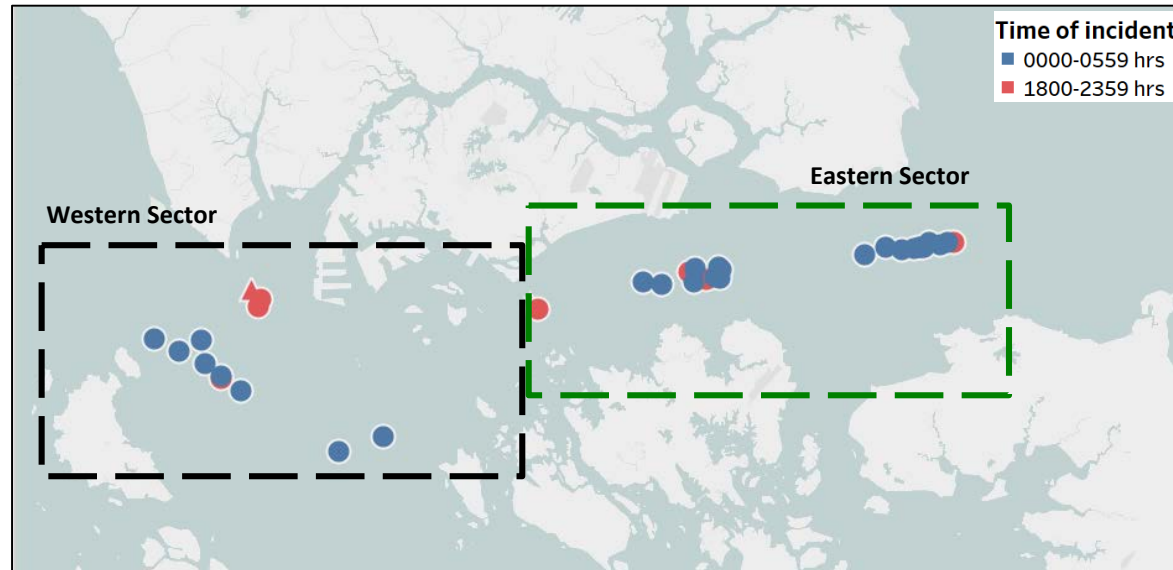 Time of incident
0000-0559 hrs
1800-2359 hrs
Eastern Sector
Western Sector